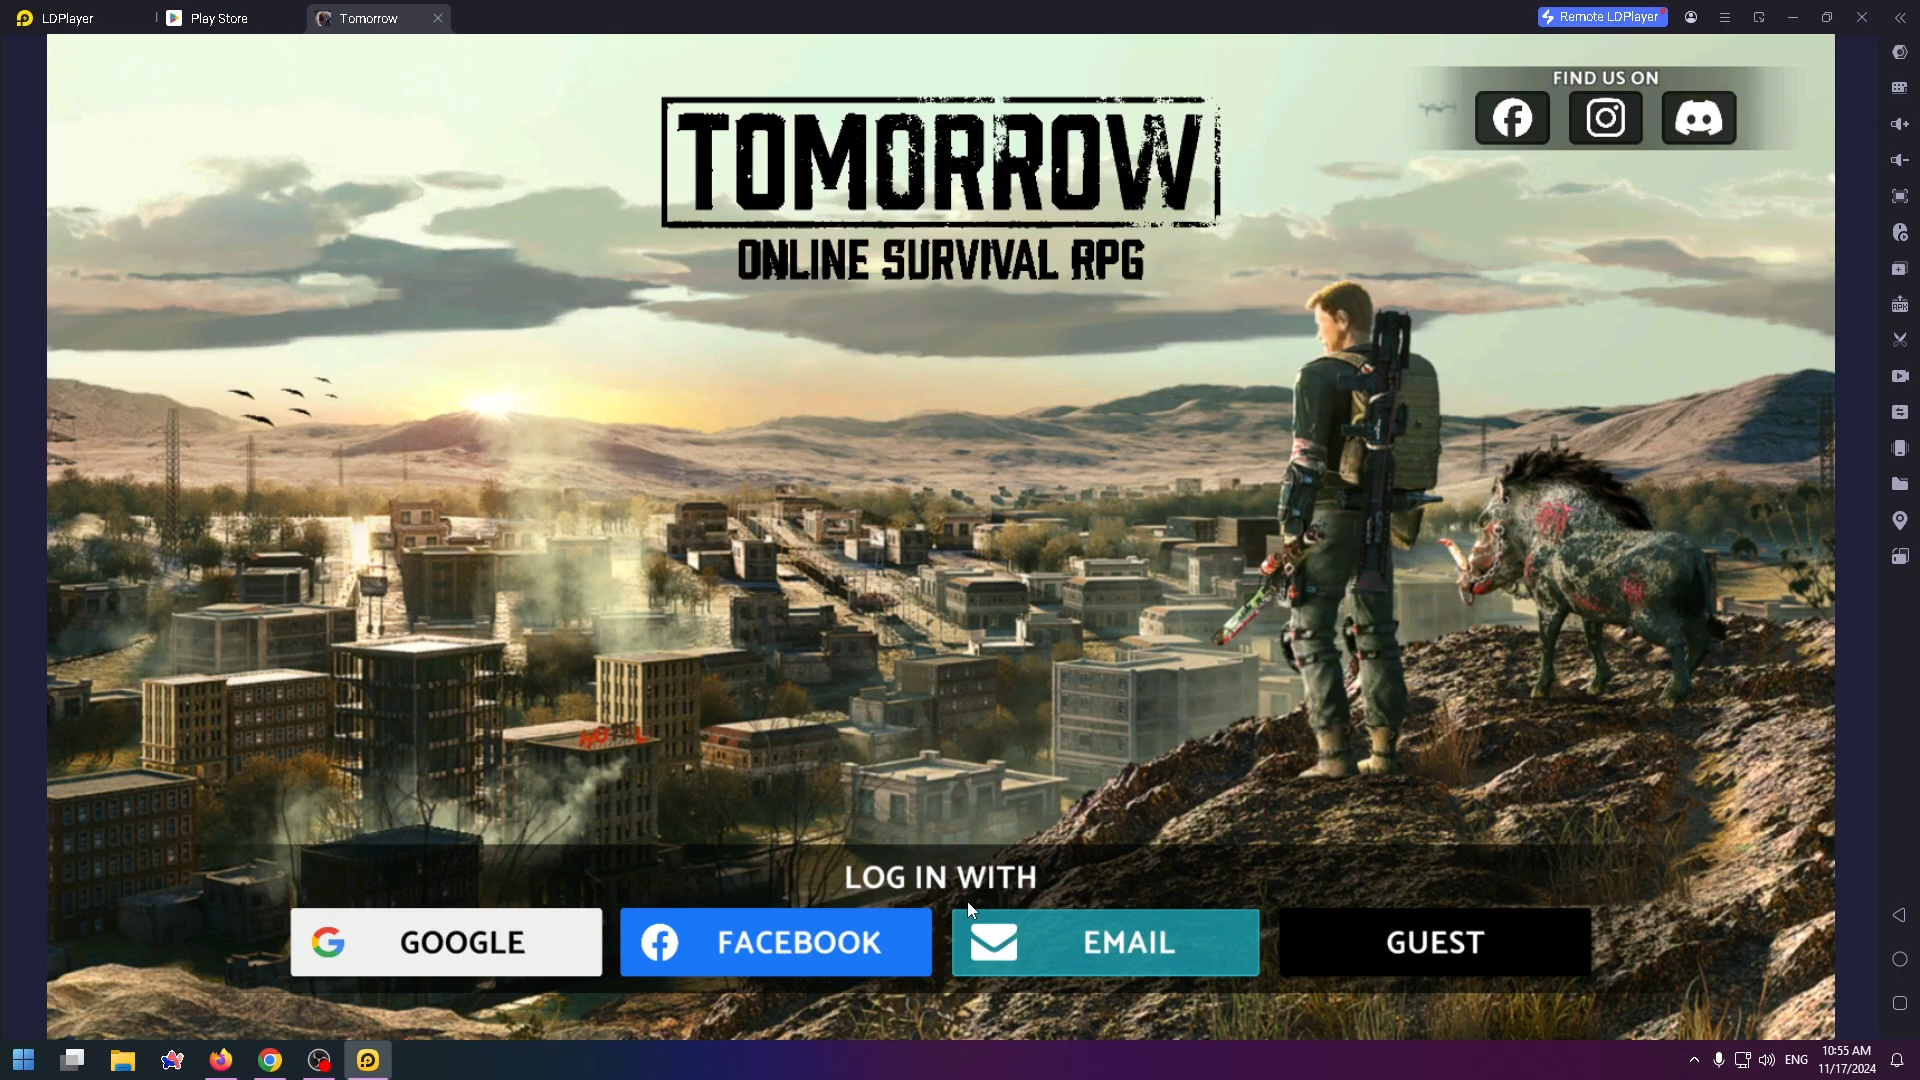 LDPlayer
Play Store
Tomorrow
Remote LDPlayer
FIND US ON
TOMORROW
ONLINE SURVIVAL RPG
LOG IN WITH
GOOGLE
FACEBOOK
EMAIL
GUEST
ENG
10:55 AM
11/17/2024